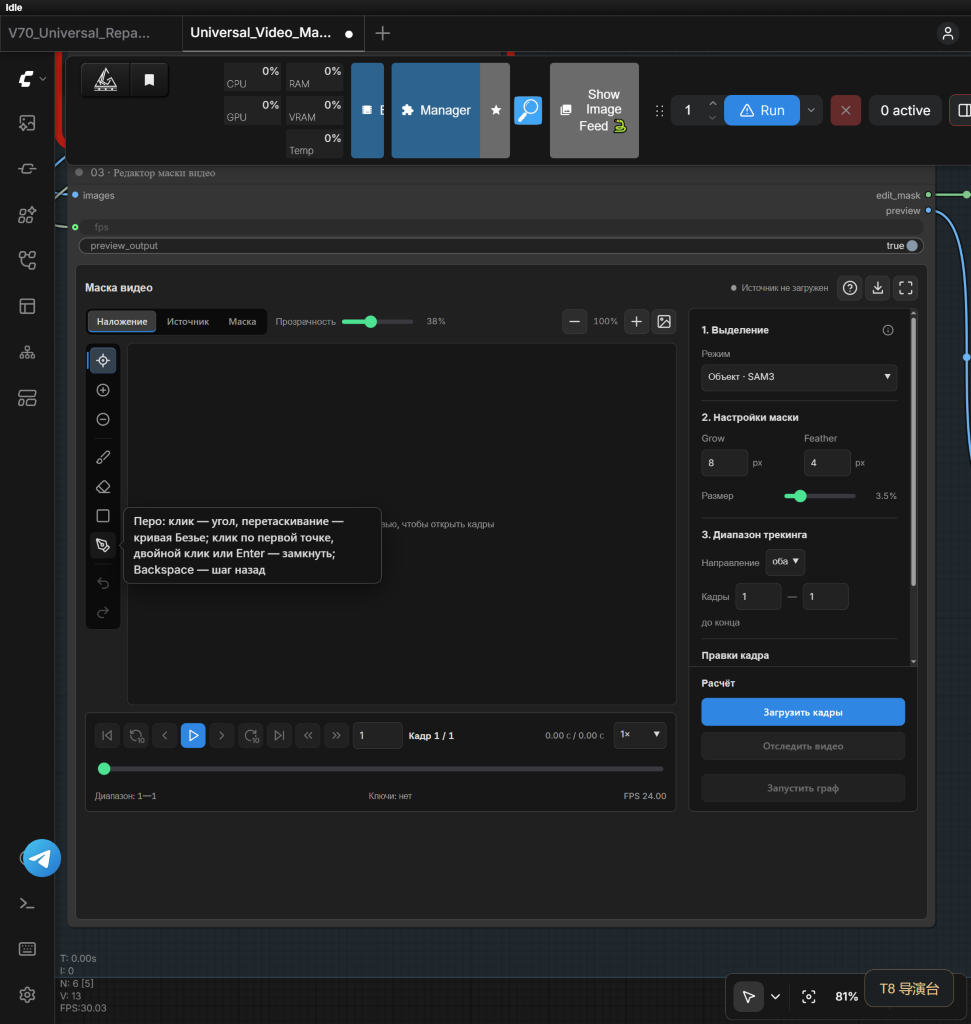 Idle
V70_Universal_Repa...
Universal_Video_Ma...
CPU
0%
RAM
0%
GPU
0%
VRAM
0%
Temp
0%
Manager
Show
Image
Feed
1
Run
0 active
03 · Редактор маски видео
images
edit_mask
preview
fps
preview_output
true
Маска видео
Источник не загружен
Наложение
Источник
Маска
Прозрачность
38%
100%
1. Выделение
Режим
Объект · SAM3
2. Настройки маски
Grow
Feather
8
px
4
px
Размер
3.5%
Перо: клик — угол, перетаскивание —
кривая Безье; клик по первой точке,
двойной клик или Enter — замкнуть;
Backspace — шаг назад
чтобы открыть кадры
3. Диапазон трекинга
Направление
оба
Кадры
1
—
1
до конца
Правки кадра
Расчёт
Загрузить кадры
Отследить видео
Запустить граф
10
10
1
Кадр 1 / 1
0.00 с / 0.00 с
1×
Диапазон: 1—1
Ключи: нет
FPS 24.00
T: 0.00s
I: 0
N: 6 [5]
V: 13
FPS:30.03
81%
T8 导演台